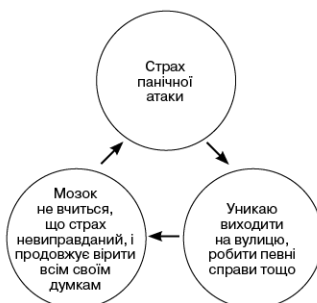 Страх
панічної
атаки
Уникаю
виходити
на вулицю,
робити певні
справи тощо
Мозок
не вчиться,
що страх
невиправданий, і
продовжує вірити
всім своїм
думкам